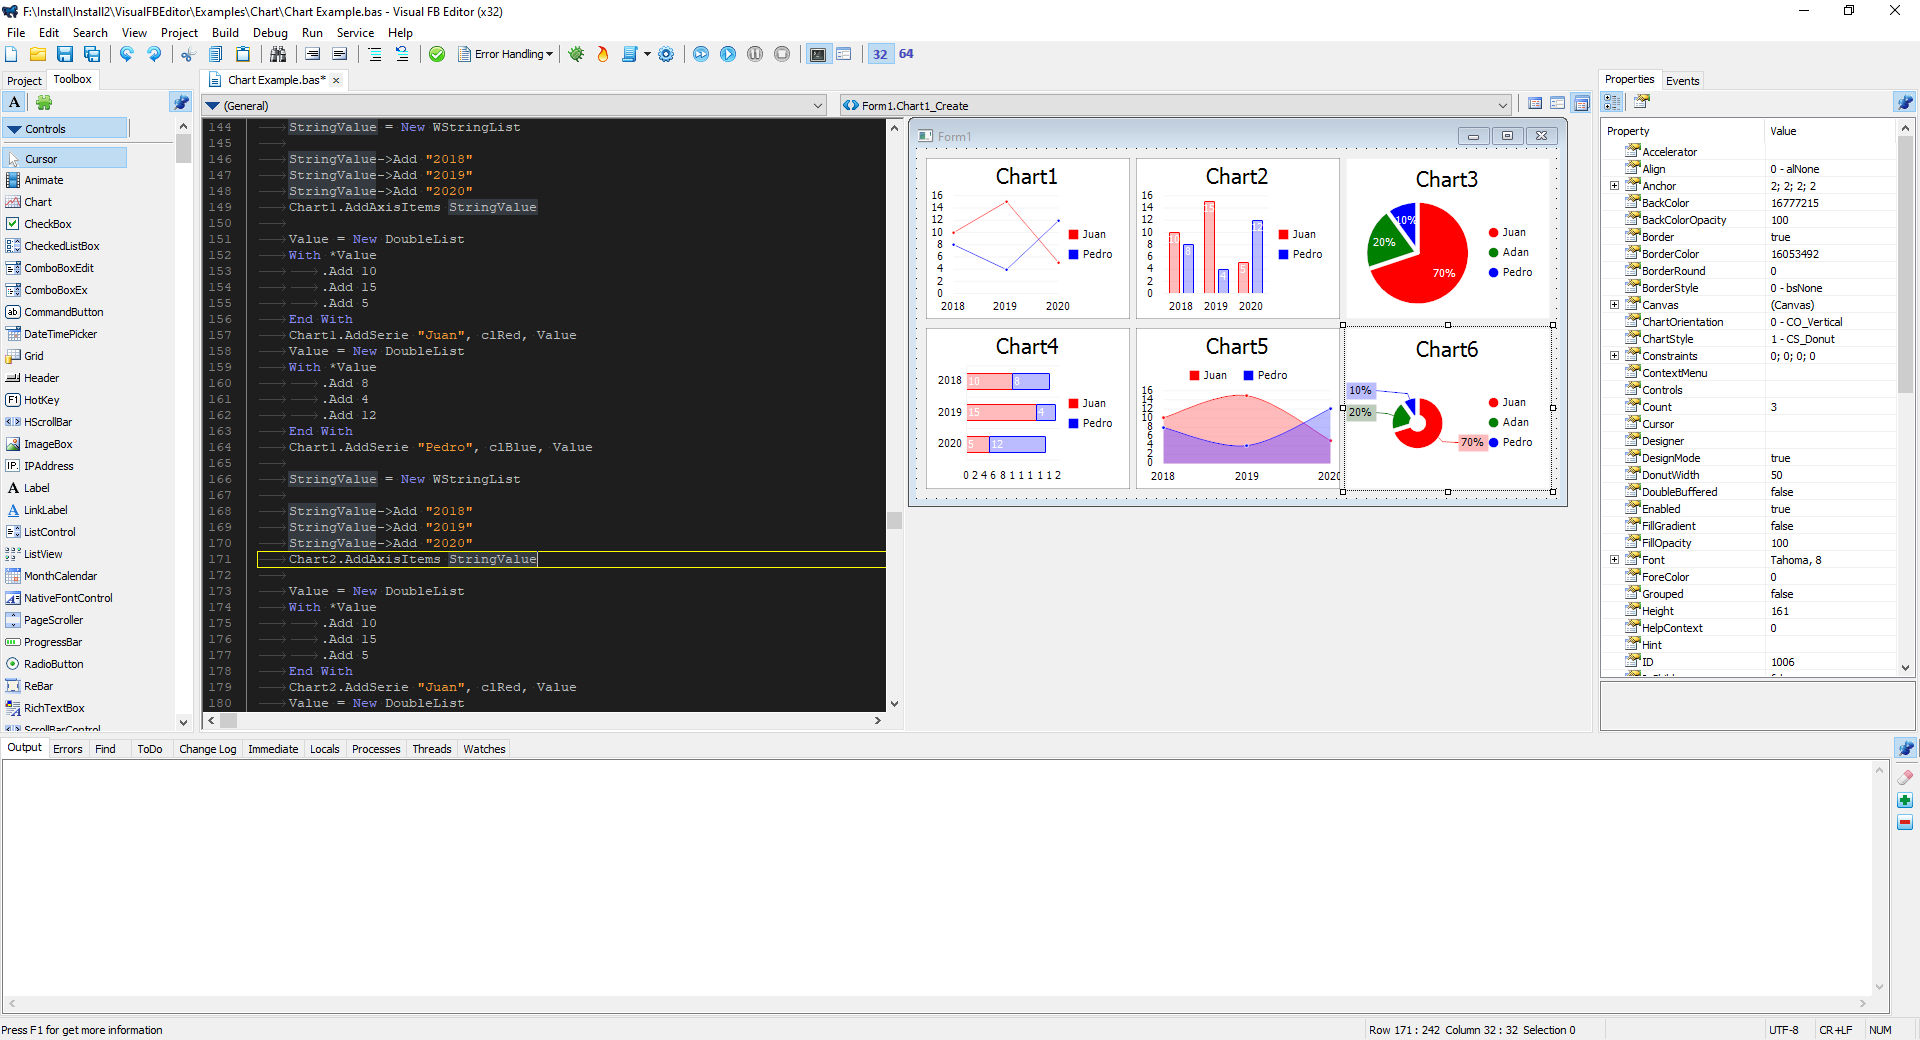 F:\Install\Install2\VisualFBEditor\Examples\Chart\Chart Example.bas - Visual FB Editor (x32)
File Edit Search View Project Build Debug Run Service Help
Error Handling 32 64
Project Toolbox
Chart Example.bas* ×
(General)
Form1.Chart1_Create
Controls
Cursor
Animate
Chart
CheckBox
CheckedListBox
ComboBoxEdit
ComboBoxEx
CommandButton
DateTimePicker
Grid
Header
HotKey
HScrollBar
ImageBox
IPAddress
Label
LinkLabel
ListControl
ListView
MonthCalendar
NativeFontControl
PageScroller
ProgressBar
RadioButton
ReBar
RichTextBox
ScrollBarControl
144 StringValue = New WStringList
145
146 StringValue->Add "2018"
147 StringValue->Add "2019"
148 StringValue->Add "2020"
149 Chart1.AddAxisItems StringValue
150
151 Value = New DoubleList
152 With *Value
153 .Add 10
154 .Add 15
155 .Add 5
156 End With
157 Chart1.AddSerie "Juan", clRed, Value
158 Value = New DoubleList
159 With *Value
160 .Add 8
161 .Add 4
162 .Add 12
163 End With
164 Chart1.AddSerie "Pedro", clBlue, Value
165
166 StringValue = New WStringList
167
168 StringValue->Add "2018"
169 StringValue->Add "2019"
170 StringValue->Add "2020"
171 Chart2.AddAxisItems StringValue
172
173 Value = New DoubleList
174 With *Value
175 .Add 10
176 .Add 15
177 .Add 5
178 End With
179 Chart2.AddSerie "Juan", clRed, Value
180 Value = New DoubleList
Form1
Chart1
16
14
12
10
8
6
4
2
0
2018 2019 2020
Juan
Pedro
Chart2
16
14
12
10
8
6
4
2
0
10 8 15 4 5 12
2018 2019 2020
Juan
Pedro
Chart3
10%
20%
70%
Juan
Adan
Pedro
Chart4
2018 10 8
2019 15 4
2020 5 12
0 2 4 6 8 1 1 1 1 1 2
Juan
Pedro
Chart5
Juan Pedro
16
14
12
10
8
6
4
2
0
2018 2019 2020
Chart6
10%
20%
70%
Juan
Adan
Pedro
Properties Events
Property Value
Accelerator
Align 0 - alNone
Anchor 2; 2; 2; 2
BackColor 16777215
BackColorOpacity 100
Border true
BorderColor 16053492
BorderRound 0
BorderStyle 0 - bsNone
Canvas (Canvas)
ChartOrientation 0 - CO_Vertical
ChartStyle 1 - CS_Donut
Constraints 0; 0; 0; 0
ContextMenu
Controls
Count 3
Cursor
Designer
DesignMode true
DonutWidth 50
DoubleBuffered false
Enabled true
FillGradient false
FillOpacity 100
Font Tahoma, 8
ForeColor 0
Grouped false
Height 161
HelpContext 0
Hint
ID 1006
Output Errors Find ToDo Change Log Immediate Locals Processes Threads Watches
Press F1 for get more information
Row 171 : 242 Column 32 : 32 Selection 0
UTF-8 CR+LF NUM